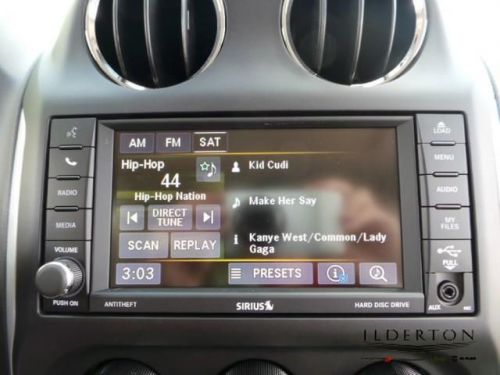 AM FM SAT
LOAD
Hip-Hop
Kid Cudi
44
MENU
Hip-Hop Nation
RADIO
AUDIO
Make Her Say
DIRECT TUNE
MEDIA
MY FILES
SCAN REPLAY
Kanye West/Common/Lady
Gaga
VOLUME
PULL
3:03
PRESETS
PUSH ON
ANTITHEFT
SIRIUS
HARD DISC DRIVE
AUX
ILDERTON